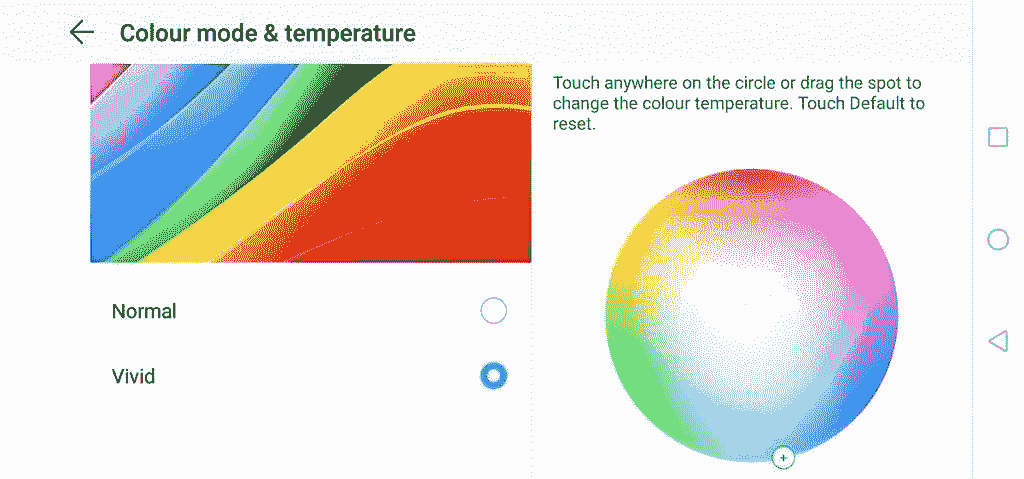 Colour mode & temperature
Touch anywhere on the circle or drag the spot to
change the colour temperature. Touch Default to
reset.
Normal
Vivid